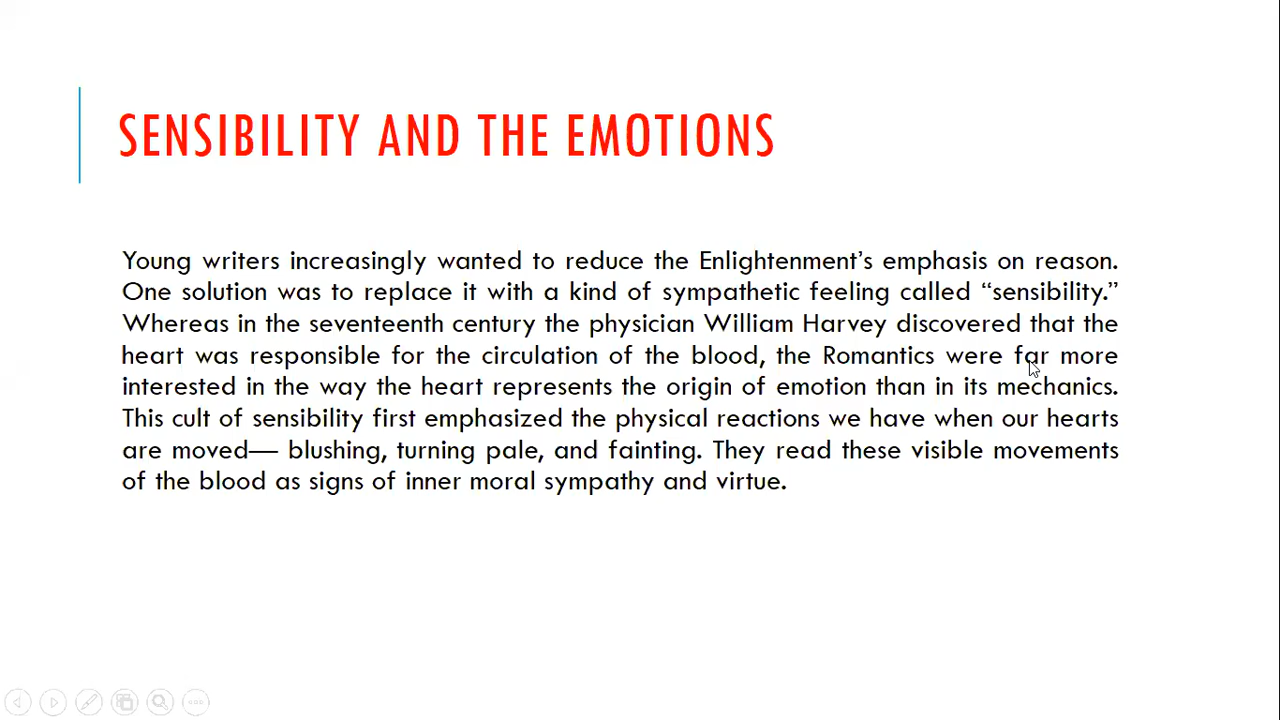 SENSIBILITY AND THE EMOTIONS
Young writers increasingly wanted to reduce the Enlightenment’s emphasis on reason.
One solution was to replace it with a kind of sympathetic feeling called “sensibility.”
Whereas in the seventeenth century the physician William Harvey discovered that the
heart was responsible for the circulation of the blood, the Romantics were far more
interested in the way the heart represents the origin of emotion than in its mechanics.
This cult of sensibility first emphasized the physical reactions we have when our hearts
are moved— blushing, turning pale, and fainting. They read these visible movements
of the blood as signs of inner moral sympathy and virtue.